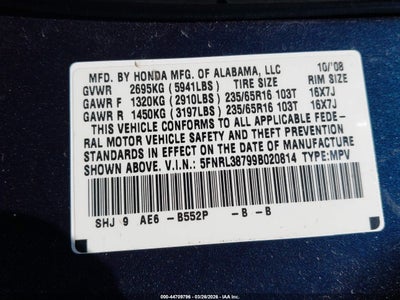 MFD. BY HONDA MFG. OF ALABAMA, LLC 10/'08
GVWR 2695KG (5941LBS) TIRE SIZE RIM SIZE
GAWR F 1320KG (2910LBS) 235/65R16 103T 16X7J
GAWR R 1450KG (3197LBS) 235/65R16 103T 16X7J
THIS VEHICLE CONFORMS TO ALL APPLICABLE FEDE-
RAL MOTOR VEHICLE SAFETY AND THEFT PREVENTION
STANDARDS IN EFFECT ON THE DATE OF MANUFACTURE
SHOWN ABOVE. V.I.N.: 5FNRL38799B020814 TYPE:MPV
SHJ 9 AE6 -B552P -B -B
000-44709796 03/28/2026 IAA Inc.